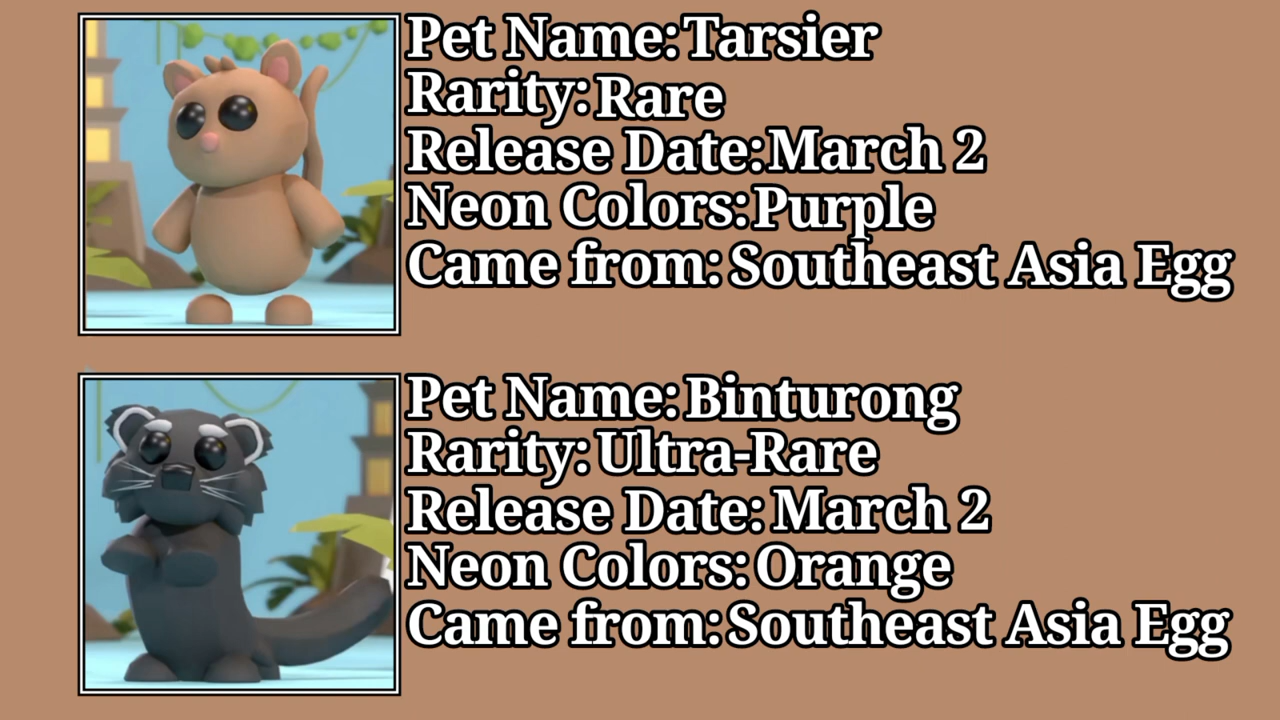 Pet Name: Tarsier
Rarity: Rare
Release Date: March 2
Neon Colors: Purple
Came from: Southeast Asia Egg
Pet Name: Binturong
Rarity: Ultra-Rare
Release Date: March 2
Neon Colors: Orange
Came from: Southeast Asia Egg